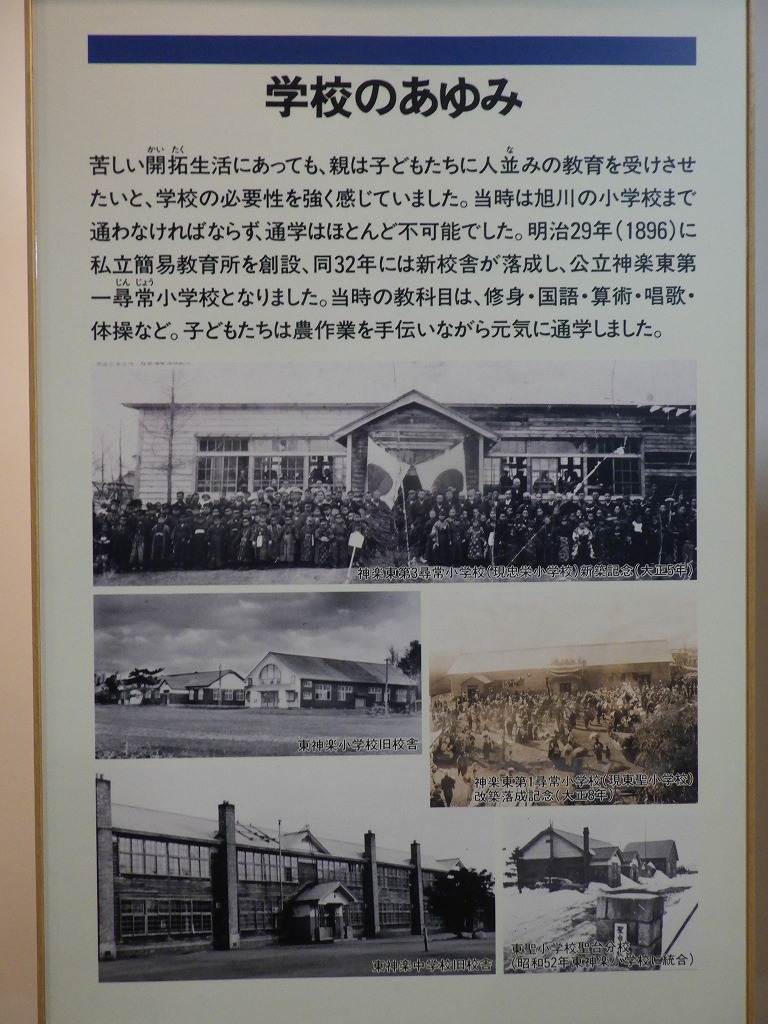 学校のあゆみ
かい たく
な
苦しい開拓生活にあっても、親は子どもたちに人並みの教育を受けさせ
たいと、学校の必要性を強く感じていました。当時は旭川の小学校まで
通わなければならず、通学はほとんど不可能でした。明治29年(1896)に
私立簡易教育所を創設、同32年には新校舎が落成し、公立神楽東第
じん じょう
一尋常小学校となりました。当時の教科目は、修身・国語・算術・唱歌・
体操など。子どもたちは農作業を手伝いながら元気に通学しました。
神楽東第3尋常小学校(現忠栄小学校)新築記念(大正5年)
東神楽小学校旧校舎
神楽東第1尋常小学校(現東聖小学校)
改築落成記念(大正8年)
東神楽中学校旧校舎
東聖小学校聖台分校
(昭和52年東神楽小学校に統合)